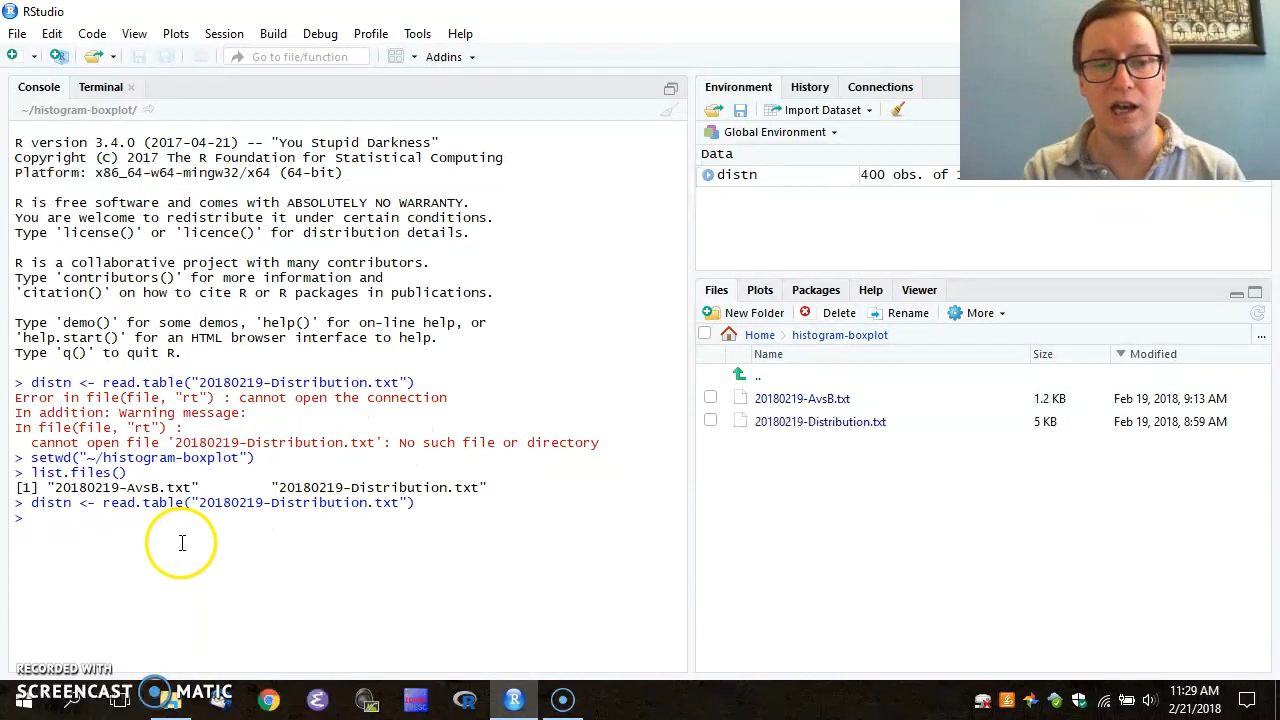 RStudio
File Edit Code View Plots Session Build Debug Profile Tools Help
Go to file/function Addins
Console Terminal
~/histogram-boxplot/
R version 3.4.0 (2017-04-21) -- "You Stupid Darkness"
Copyright (C) 2017 The R Foundation for Statistical Computing
Platform: x86_64-w64-mingw32/x64 (64-bit)
R is free software and comes with ABSOLUTELY NO WARRANTY.
You are welcome to redistribute it under certain conditions.
Type 'license()' or 'licence()' for distribution details.
R is a collaborative project with many contributors.
Type 'contributors()' for more information and
'citation()' on how to cite R or R packages in publications.
Type 'demo()' for some demos, 'help()' for on-line help, or
'help.start()' for an HTML browser interface to help.
Type 'q()' to quit R.
> distn <- read.table("20180219-Distribution.txt")
Error in file(file, "rt") : cannot open the connection
In addition: Warning message:
In file(file, "rt") :
cannot open file '20180219-Distribution.txt': No such file or directory
> setwd("~/histogram-boxplot")
> list.files()
[1] "20180219-AvsB.txt" "20180219-Distribution.txt"
> distn <- read.table("20180219-Distribution.txt")
>
Environment History Connections
Import Dataset
Global Environment
Data
distn 400 obs. of
Files Plots Packages Help Viewer
New Folder Delete Rename More
Home histogram-boxplot ...
Name Size Modified
..
20180219-AvsB.txt 1.2 KB Feb 19, 2018, 9:13 AM
20180219-Distribution.txt 5 KB Feb 19, 2018, 8:59 AM
RECORDED WITH
SCREENCAST MATIC
11:29 AM
2/21/2018